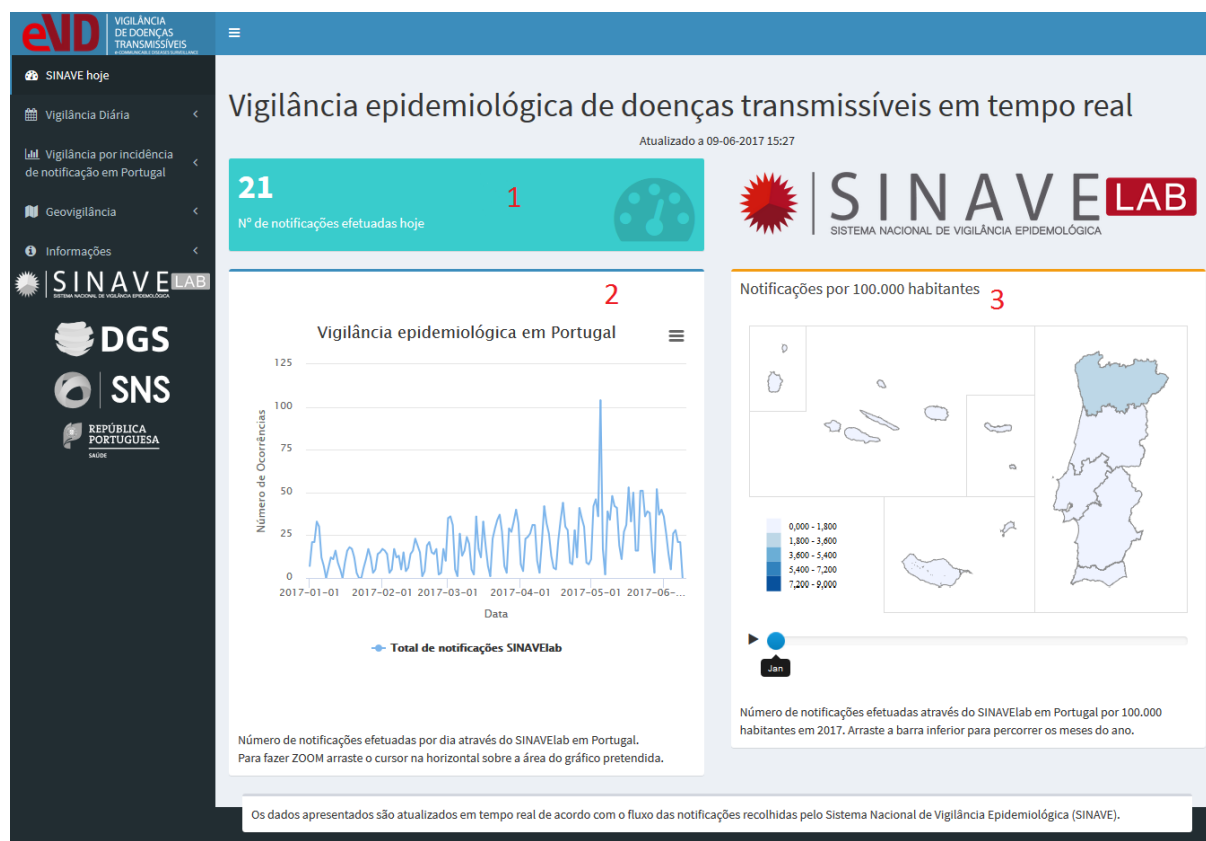 eVD
VIGILÂNCIA
DE DOENÇAS
TRANSMISSÍVEIS
SINAVE hoje
Vigilância Diária
Vigilância por incidência
de notificação em Portugal
Geovigilância
Informações
SINAVE LAB
SISTEMA NACIONAL DE VIGILÂNCIA EPIDEMOLÓGICA
DGS
SNS
REPÚBLICA
PORTUGUESA
SAÚDE
Vigilância epidemiológica de doenças transmissíveis em tempo real
Atualizado a 09-06-2017 15:27
21
1
Nº de notificações efetuadas hoje
SINAVE LAB
SISTEMA NACIONAL DE VIGILÂNCIA EPIDEMOLÓGICA
2
Vigilância epidemiológica em Portugal
Número de Ocorrências
125
100
75
50
25
0
2017-01-01 2017-02-01 2017-03-01 2017-04-01 2017-05-01 2017-06-...
Data
Total de notificações SINAVElab
Número de notificações efetuadas por dia através do SINAVElab em Portugal.
Para fazer ZOOM arraste o cursor na horizontal sobre a área do gráfico pretendida.
Notificações por 100.000 habitantes
3
0,000 - 1,800
1,800 - 3,600
3,600 - 5,400
5,400 - 7,200
7,200 - 9,000
Jan
Número de notificações efetuadas através do SINAVElab em Portugal por 100.000
habitantes em 2017. Arraste a barra inferior para percorrer os meses do ano.
Os dados apresentados são atualizados em tempo real de acordo com o fluxo das notificações recolhidas pelo Sistema Nacional de Vigilância Epidemiológica (SINAVE).